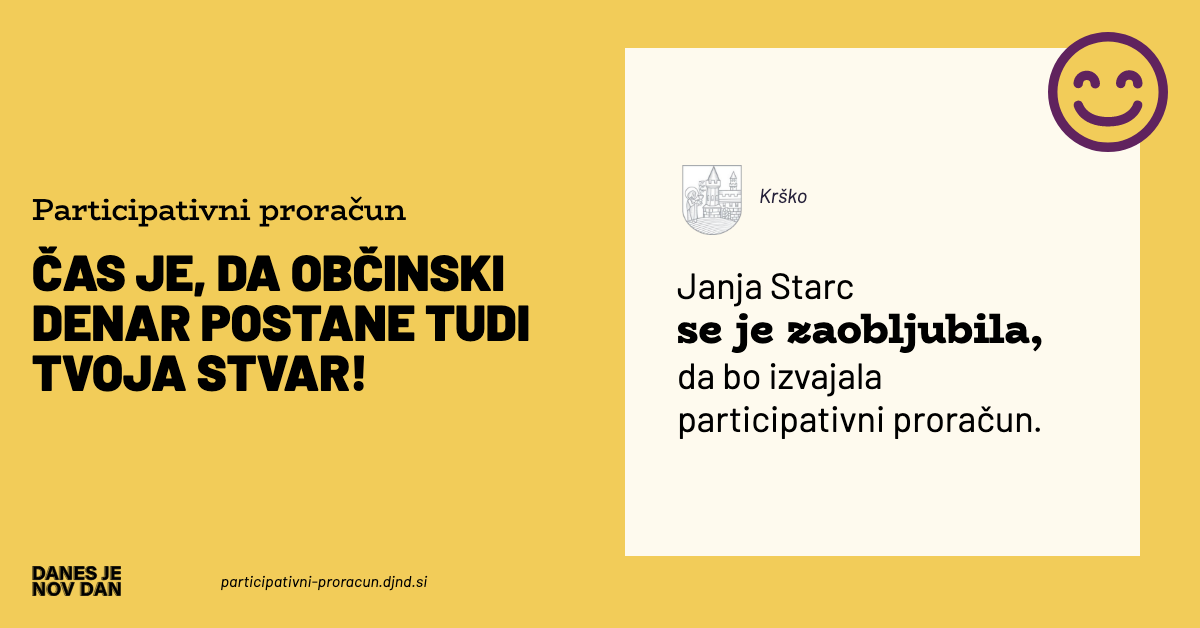 Participativni proračun
ČAS JE, DA OBČINSKI
DENAR POSTANE TUDI
TVOJA STVAR!
DANES JE
NOV DAN
participativni-proracun.djnd.si
Krško
Janja Starc
se je zaobljubila,
da bo izvajala
participativni proračun.